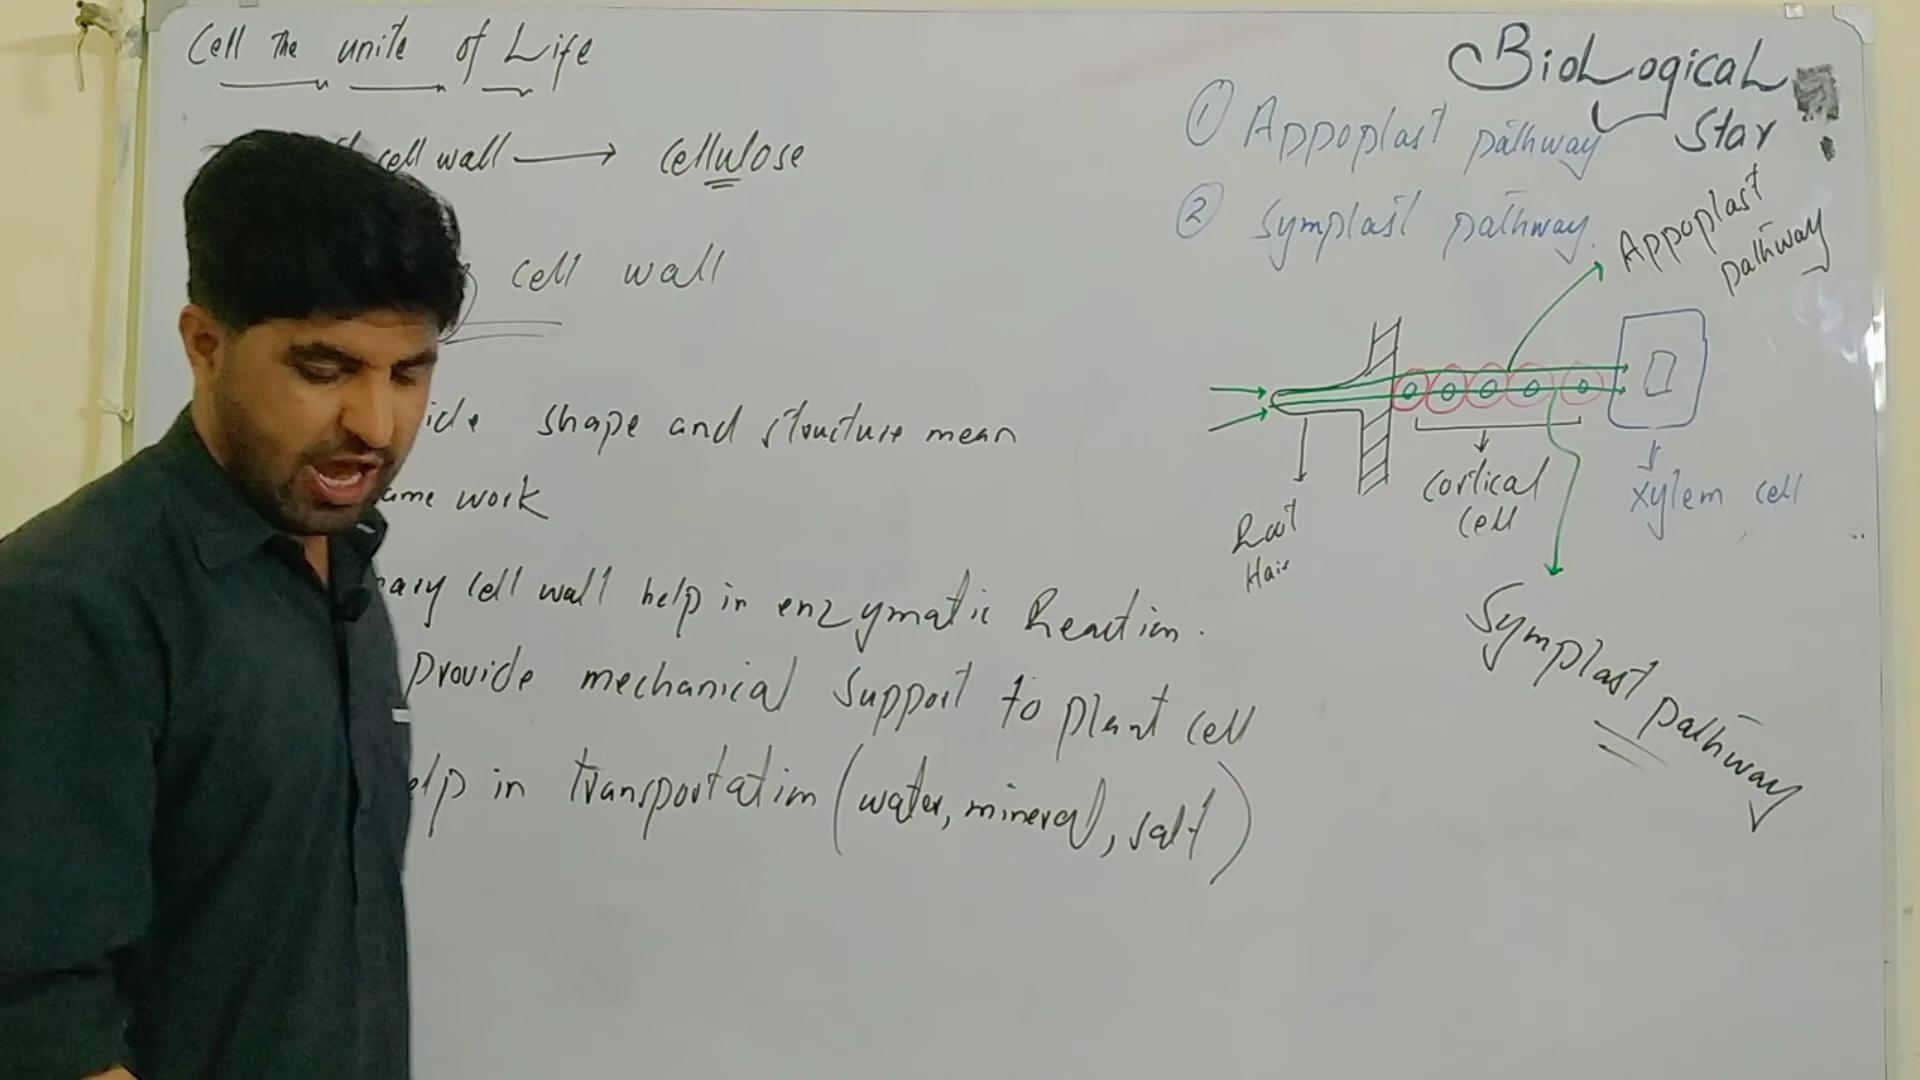 Cell The unite of Life
cell wall → cellulose
cell wall
shape and structure mean
work
cell wall help in enzymatic Reaction.
provide mechanical support to plant cell
in transportation (water, mineral, salt)
BioLogicaL
Star
① Appoplast pathway
② Symplast pathway
Appoplast
pathway
Root
Hair
cortical
cell
xylem cell
Symplast pathway